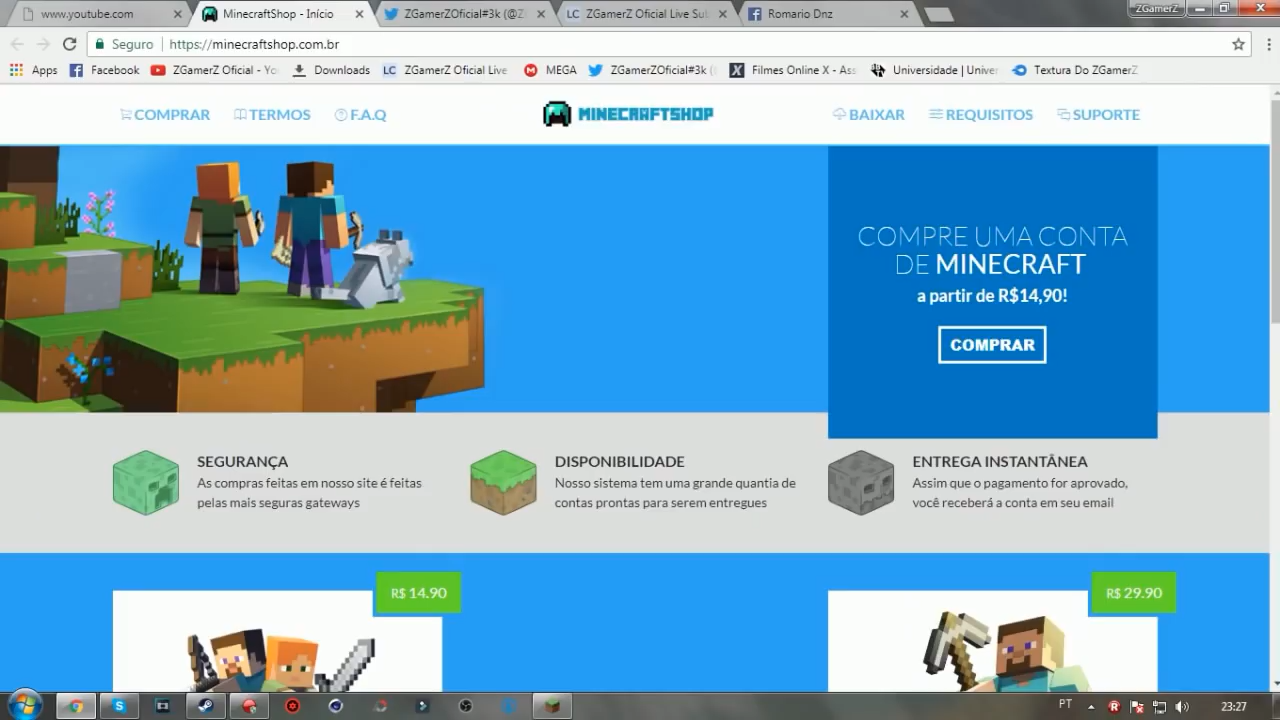 www.youtube.com
MinecraftShop - Início
ZGamerZOficial#3k (@Z
ZGamerZ Oficial Live Sul
Romario Dnz
ZGamerZ
Seguro
https://minecraftshop.com.br
Apps
Facebook
ZGamerZ Oficial - Yo
Downloads
LC ZGamerZ Oficial Live
MEGA
ZGamerZOficial#3k (
Filmes Online X - Ass
Universidade | Univer
Textura Do ZGamerZ
COMPRAR
TERMOS
F.A.Q
MINECRAFTSHOP
BAIXAR
REQUISITOS
SUPORTE
COMPRE UMA CONTA
DE MINECRAFT
a partir de R$14,90!
COMPRAR
SEGURANÇA
As compras feitas em nosso site é feitas
pelas mais seguras gateways
DISPONIBILIDADE
Nosso sistema tem uma grande quantia de
contas prontas para serem entregues
ENTREGA INSTANTÂNEA
Assim que o pagamento for aprovado,
você receberá a conta em seu email
R$ 14.90
R$ 29.90
PT
23:27